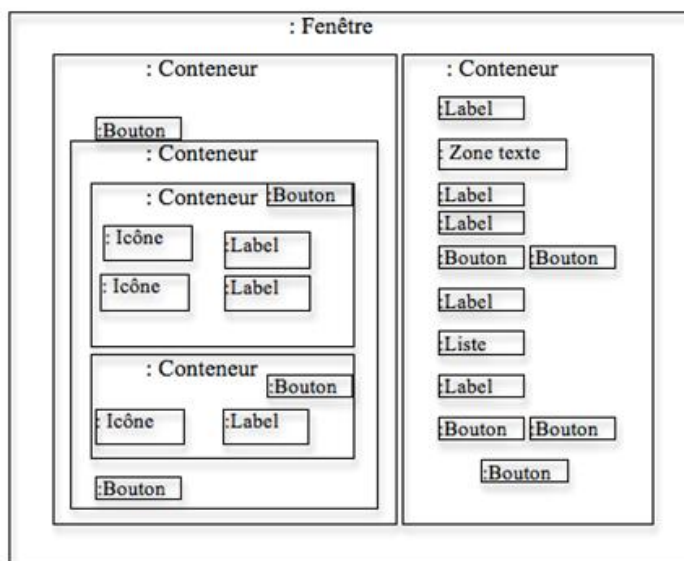 : Fenêtre
: Conteneur
:Bouton
: Conteneur
: Conteneur :Bouton
: Icône :Label
: Icône :Label
: Conteneur
:Bouton
: Icône :Label
:Bouton
: Conteneur
:Label
: Zone texte
:Label
:Label
:Bouton :Bouton
:Label
:Liste
:Label
:Bouton :Bouton
:Bouton